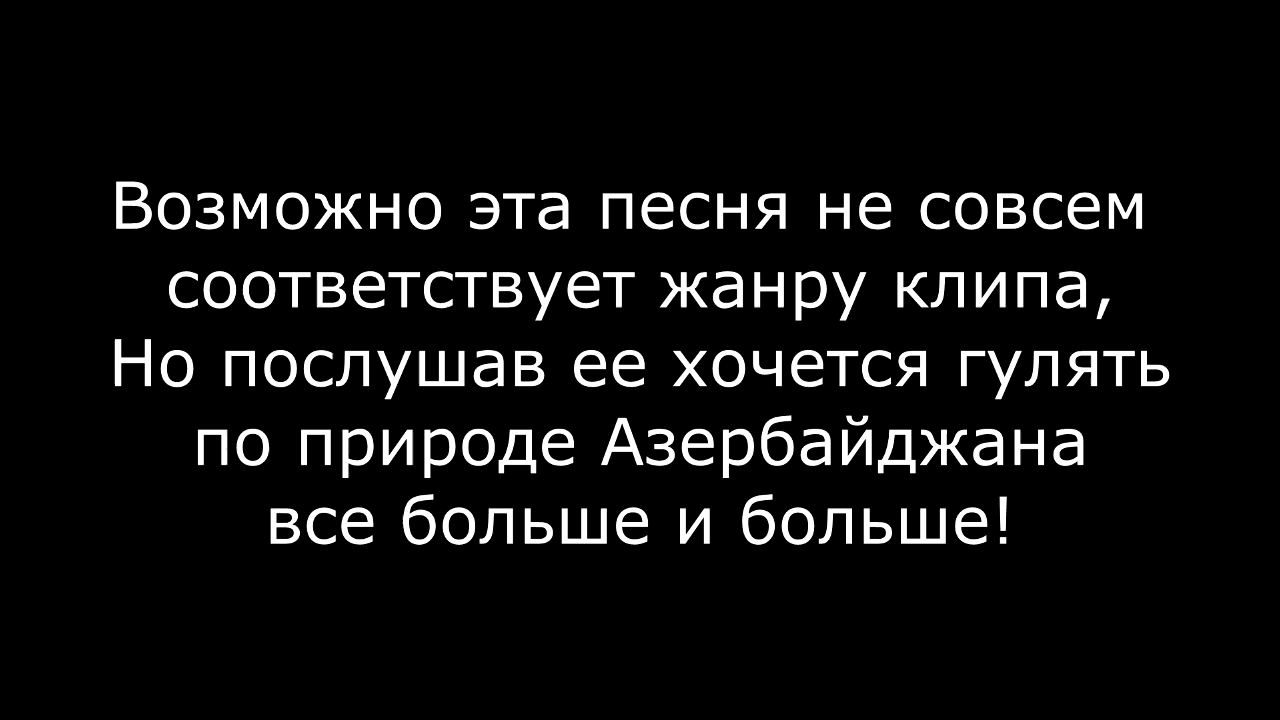 Возможно эта песня не совсем
соответствует жанру клипа,
Но послушав ее хочется гулять
по природе Азербайджана
все больше и больше!